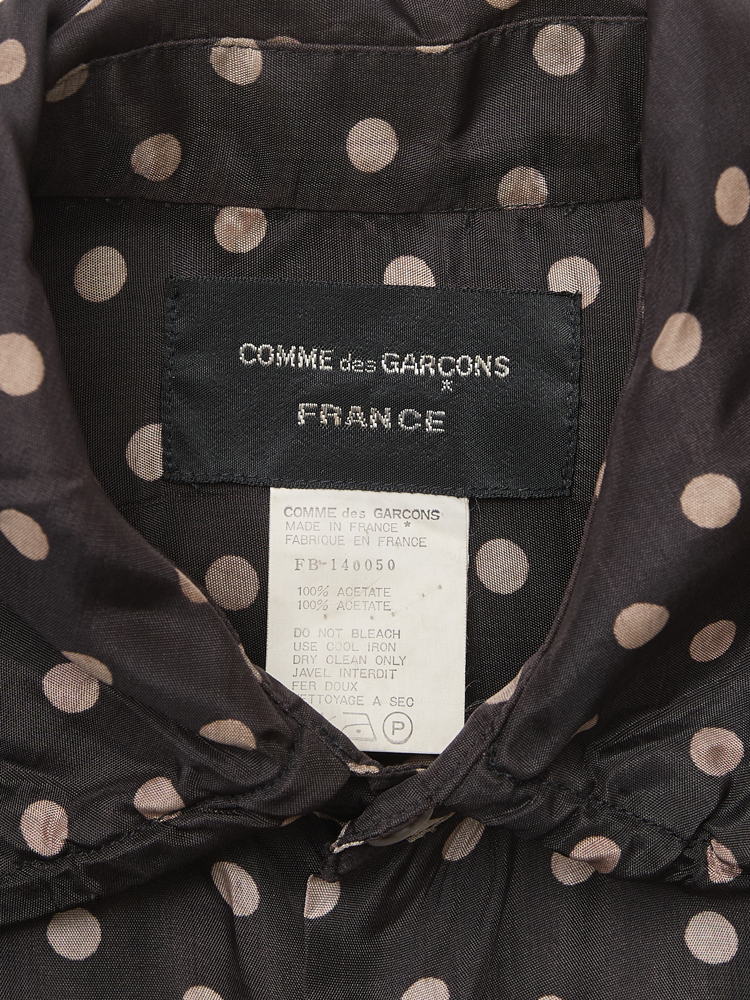 COMME des GARCONS
*
FRANCE
COMME des GARCONS
MADE IN FRANCE *
FABRIQUE EN FRANCE
FB-140050
100% ACETATE
100% ACETATE
DO NOT BLEACH
USE COOL IRON
DRY CLEAN ONLY
JAVEL INTERDIT
FER DOUX
NETTOYAGE A SEC
P